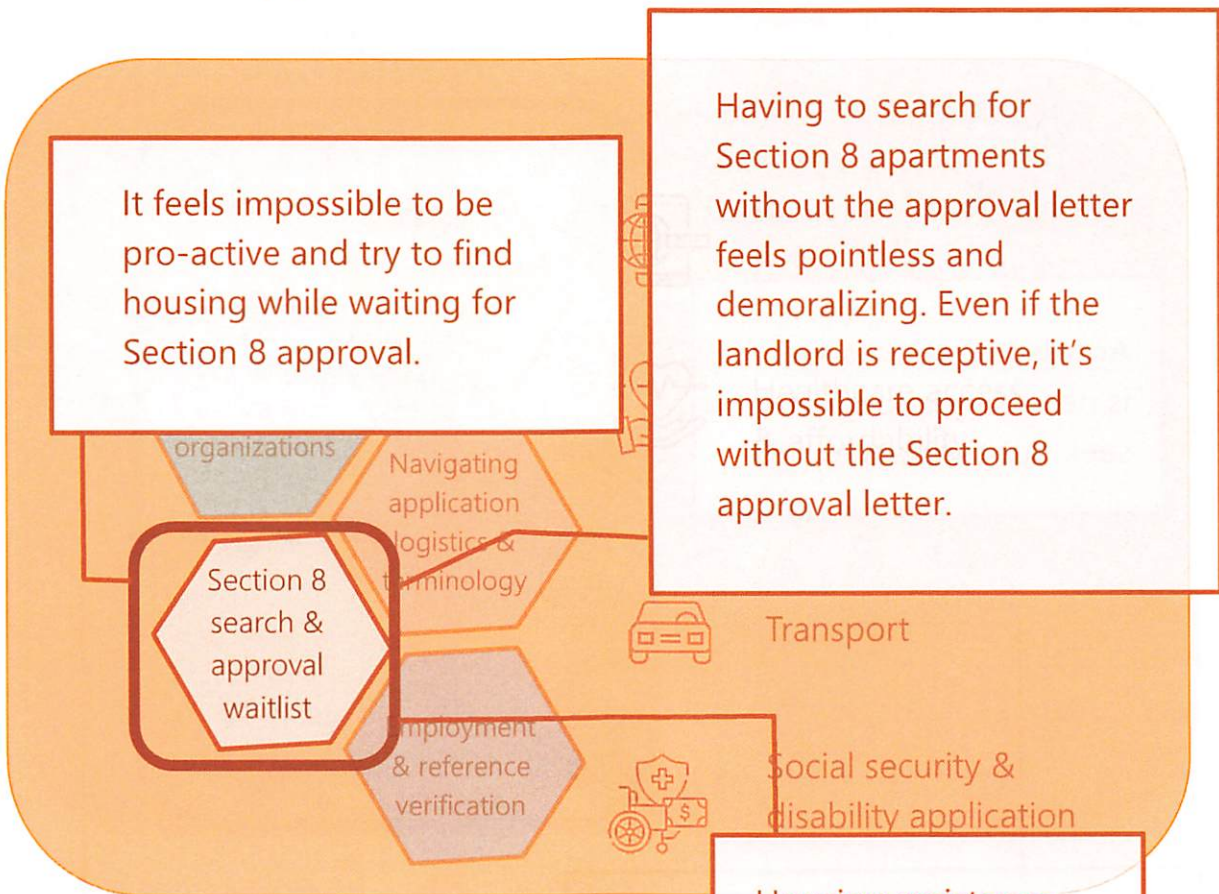 It feels impossible to be
pro-active and try to find
housing while waiting for
Section 8 approval.
Having to search for
Section 8 apartments
without the approval letter
feels pointless and
demoralizing. Even if the
landlord is receptive, it's
impossible to proceed
without the Section 8
approval letter.
organizations
Navigating
application
logistics &
terminology
Section 8
search &
approval
waitlist
Employment
& reference
verification
Transport
Social security &
disability application